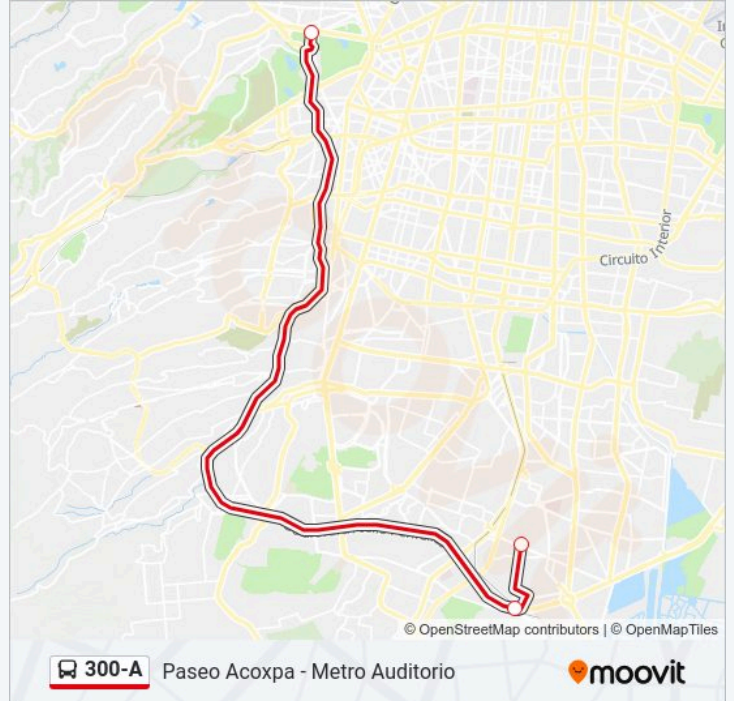 Circuito Interior
© OpenStreetMap contributors | © OpenMapTiles
300-A Paseo Acoxpa - Metro Auditorio moovit